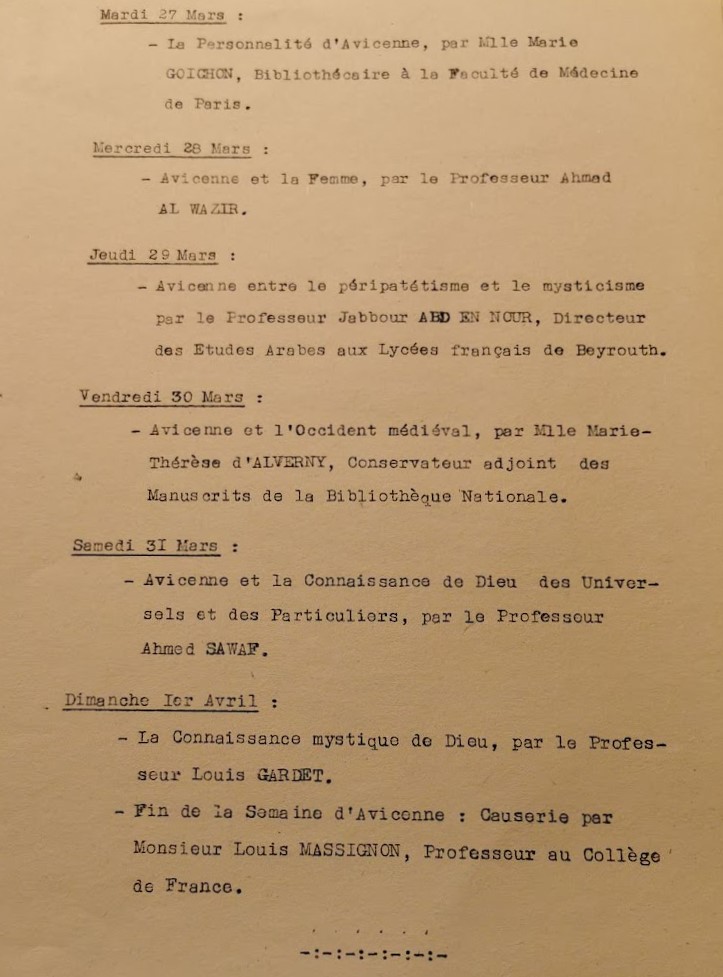 Mardi 27 Mars :
- La Personnalité d'Avicenne, par Mlle Marie
GOICHON, Bibliothécaire à la Faculté de Médecine
de Paris.
Mercredi 28 Mars :
- Avicenne et la Femme, par le Professeur Ahmad
AL WAZIR.
Jeudi 29 Mars :
- Avicenne entre le péripatétisme et le mysticisme
par le Professeur Jabbour ABD EN NOUR, Directeur
des Etudes Arabes aux Lycées français de Beyrouth.
Vendredi 30 Mars :
- Avicenne et l'Occident médiéval, par Mlle Marie-
Thérèse d'ALVERNY, Conservateur adjoint des
Manuscrits de la Bibliothèque Nationale.
Samedi 3I Mars :
- Avicenne et la Connaissance de Dieu des Univer-
sels et des Particuliers, par le Professeur
Ahmed SAWAF.
Dimanche Ier Avril :
- La Connaissance mystique de Dieu, par le Profes-
seur Louis GARDET.
- Fin de la Semaine d'Avicenne : Causerie par
Monsieur Louis MASSIGNON, Professeur au Collège
de France.
-:-:-:-:-:-:-